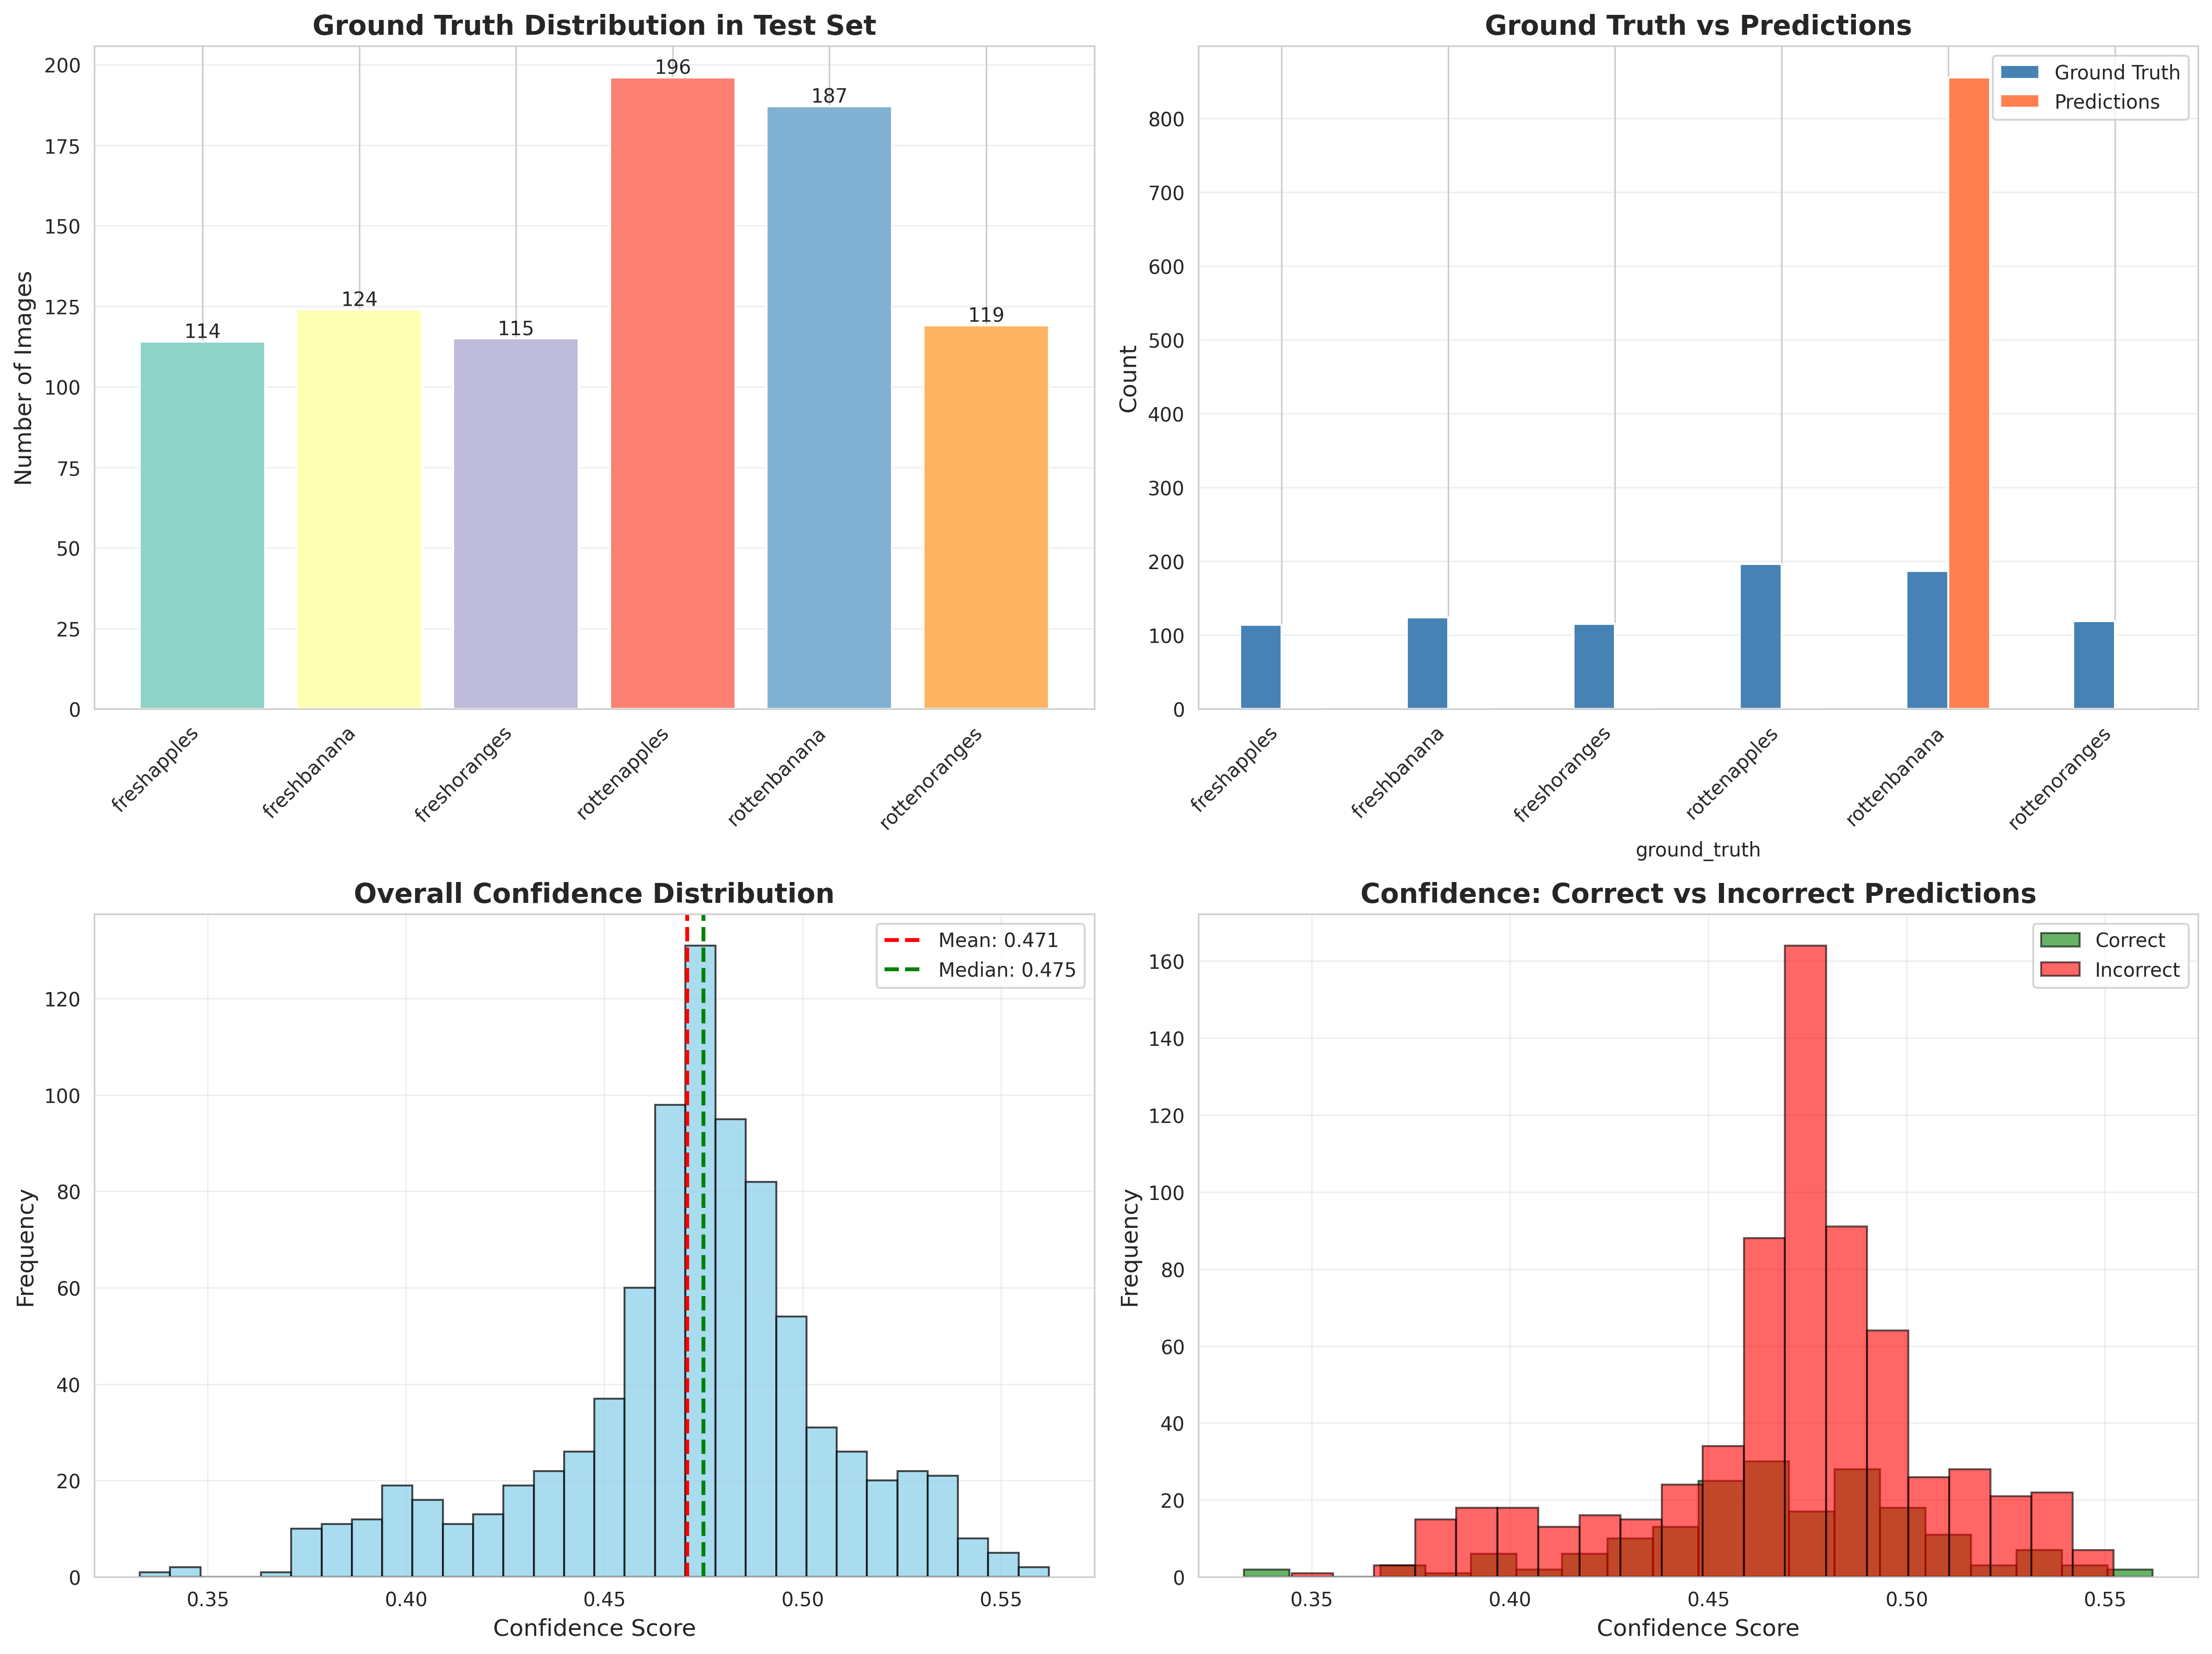 Ground Truth Distribution in Test Set
Number of Images
200
175
150
125
100
75
50
25
0
114
124
115
196
187
119
freshapples
freshbanana
freshoranges
rottenapples
rottenbanana
rottenoranges
Ground Truth vs Predictions
Ground Truth
Predictions
Count
800
700
600
500
400
300
200
100
0
freshapples
freshbanana
freshoranges
rottenapples
rottenbanana
rottenoranges
ground_truth
Overall Confidence Distribution
Mean: 0.471
Median: 0.475
Frequency
120
100
80
60
40
20
0
0.35
0.40
0.45
0.50
0.55
Confidence Score
Confidence: Correct vs Incorrect Predictions
Correct
Incorrect
Frequency
160
140
120
100
80
60
40
20
0
0.35
0.40
0.45
0.50
0.55
Confidence Score